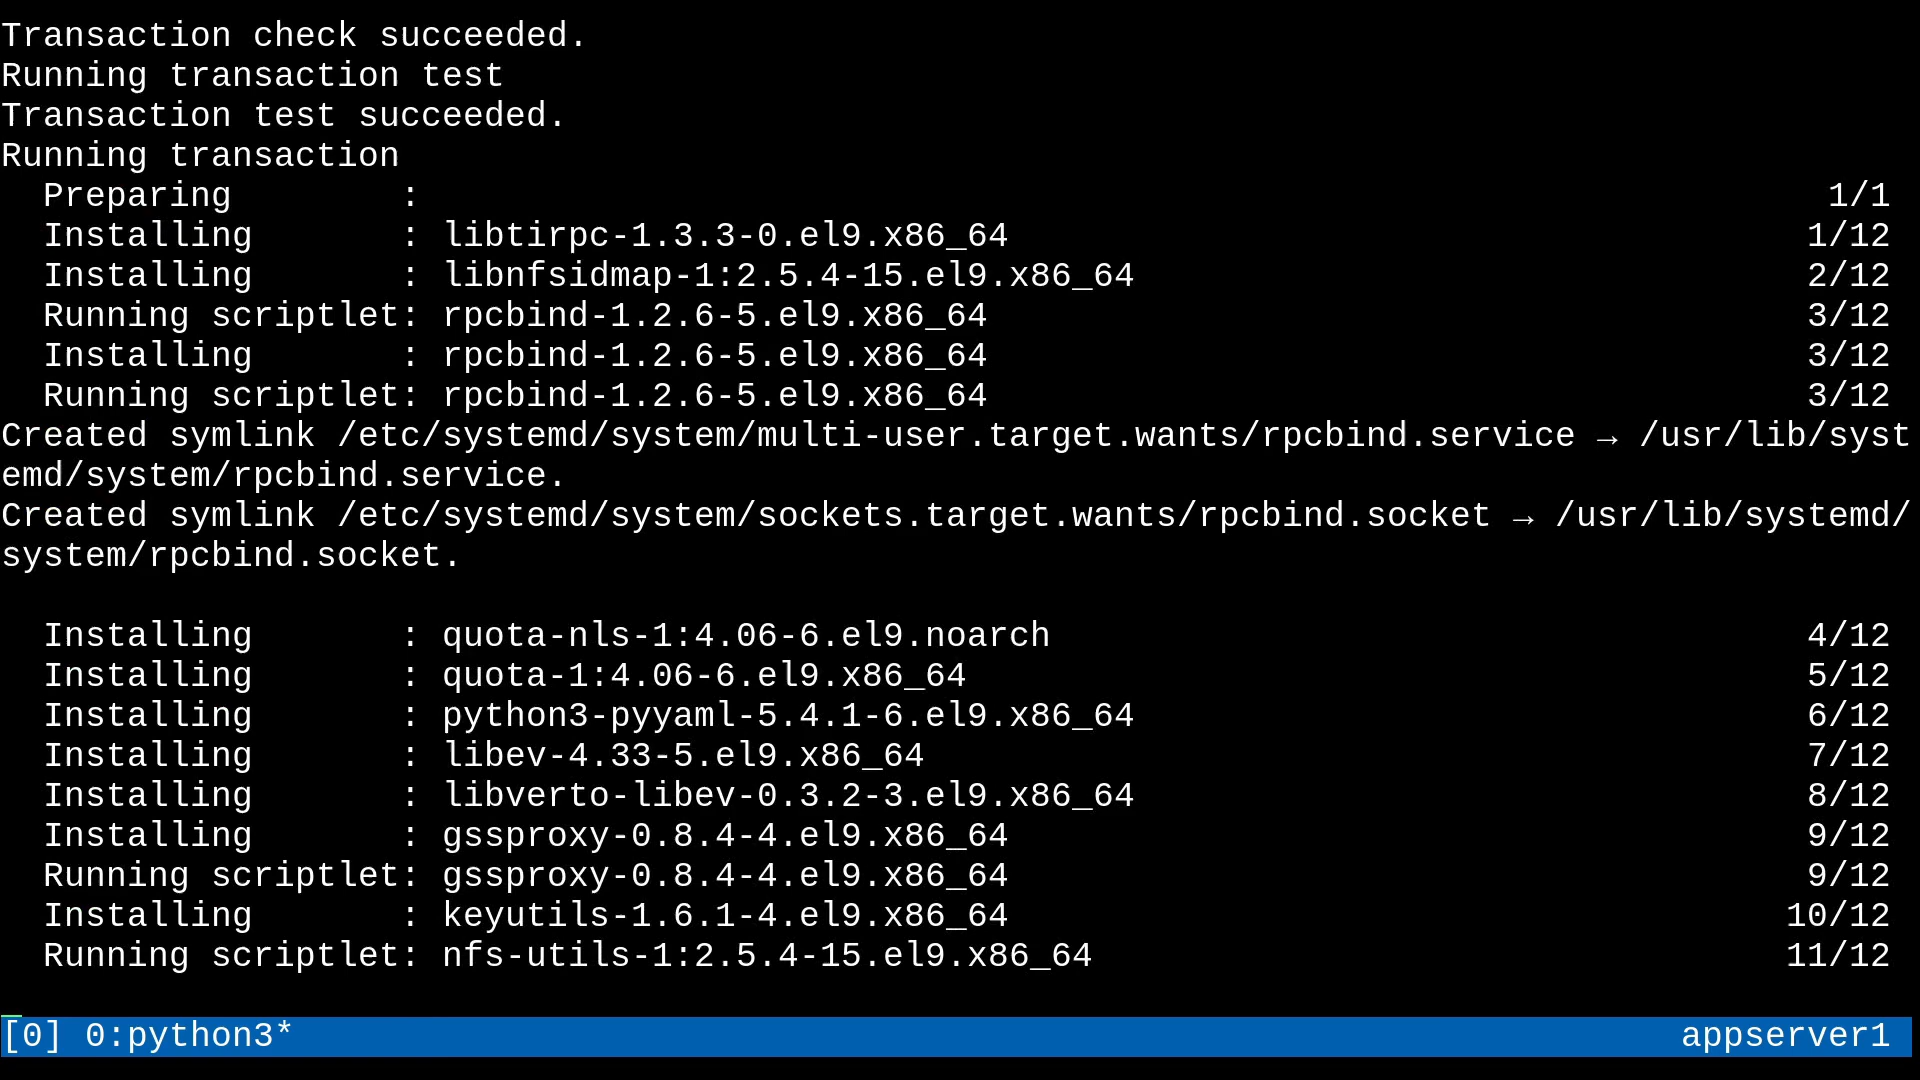 Transaction check succeeded.
Running transaction test
Transaction test succeeded.
Running transaction
  Preparing        :                                                                   1/1
  Installing       : libtirpc-1.3.3-0.el9.x86_64                                      1/12
  Installing       : libnfsidmap-1:2.5.4-15.el9.x86_64                                2/12
  Running scriptlet: rpcbind-1.2.6-5.el9.x86_64                                       3/12
  Installing       : rpcbind-1.2.6-5.el9.x86_64                                       3/12
  Running scriptlet: rpcbind-1.2.6-5.el9.x86_64                                       3/12
Created symlink /etc/systemd/system/multi-user.target.wants/rpcbind.service → /usr/lib/syst
emd/system/rpcbind.service.
Created symlink /etc/systemd/system/sockets.target.wants/rpcbind.socket → /usr/lib/systemd/
system/rpcbind.socket.

  Installing       : quota-nls-1:4.06-6.el9.noarch                                    4/12
  Installing       : quota-1:4.06-6.el9.x86_64                                        5/12
  Installing       : python3-pyyaml-5.4.1-6.el9.x86_64                                6/12
  Installing       : libev-4.33-5.el9.x86_64                                          7/12
  Installing       : libverto-libev-0.3.2-3.el9.x86_64                                8/12
  Installing       : gssproxy-0.8.4-4.el9.x86_64                                      9/12
  Running scriptlet: gssproxy-0.8.4-4.el9.x86_64                                      9/12
  Installing       : keyutils-1.6.1-4.el9.x86_64                                     10/12
  Running scriptlet: nfs-utils-1:2.5.4-15.el9.x86_64                                 11/12

[0] 0:python3*                                                                  appserver1